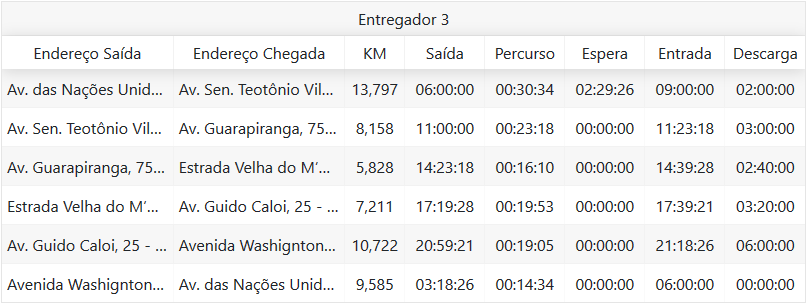 Entregador 3
Endereço Saída Endereço Chegada KM Saída Percurso Espera Entrada Descarga
Av. das Nações Unid... Av. Sen. Teotônio Vil... 13,797 06:00:00 00:30:34 02:29:26 09:00:00 02:00:00
Av. Sen. Teotônio Vil... Av. Guarapiranga, 75... 8,158 11:00:00 00:23:18 00:00:00 11:23:18 03:00:00
Av. Guarapiranga, 75... Estrada Velha do M’... 5,828 14:23:18 00:16:10 00:00:00 14:39:28 02:40:00
Estrada Velha do M’... Av. Guido Caloi, 25 - ... 7,211 17:19:28 00:19:53 00:00:00 17:39:21 03:20:00
Av. Guido Caloi, 25 - ... Avenida Washignton... 10,722 20:59:21 00:19:05 00:00:00 21:18:26 06:00:00
Avenida Washignton... Av. das Nações Unid... 9,585 03:18:26 00:14:34 00:00:00 06:00:00 00:00:00